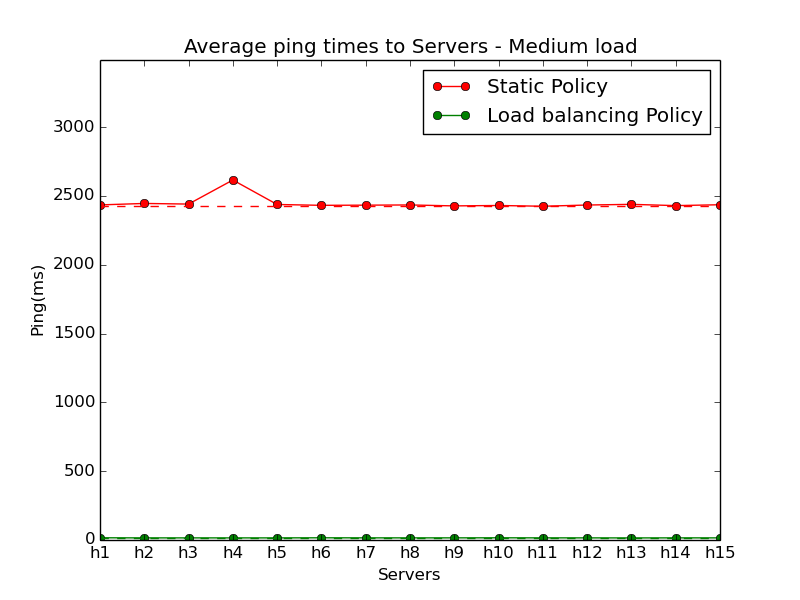 Average ping times to Servers - Medium load
Static Policy
Load balancing Policy
3000
2500
2000
1500
1000
500
0
Ping(ms)
h1 h2 h3 h4 h5 h6 h7 h8 h9 h10 h11 h12 h13 h14 h15
Servers